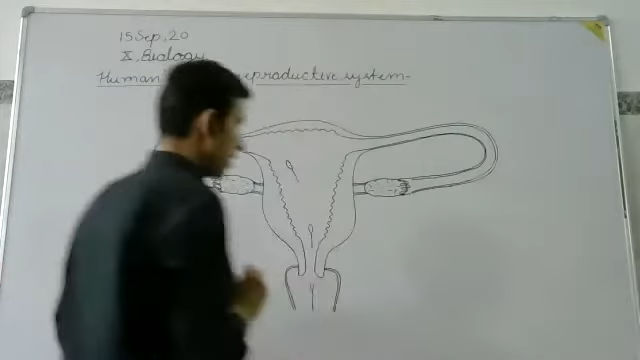 15 Sep, 20
X. Biology
Human reproductive system-